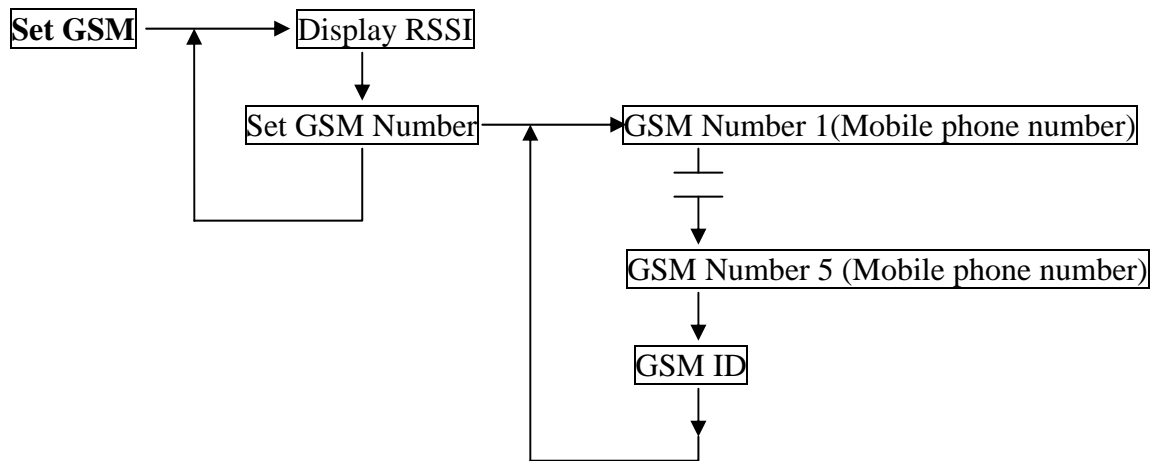 Set GSM
Display RSSI
Set GSM Number
GSM Number 1(Mobile phone number)
GSM Number 5 (Mobile phone number)
GSM ID